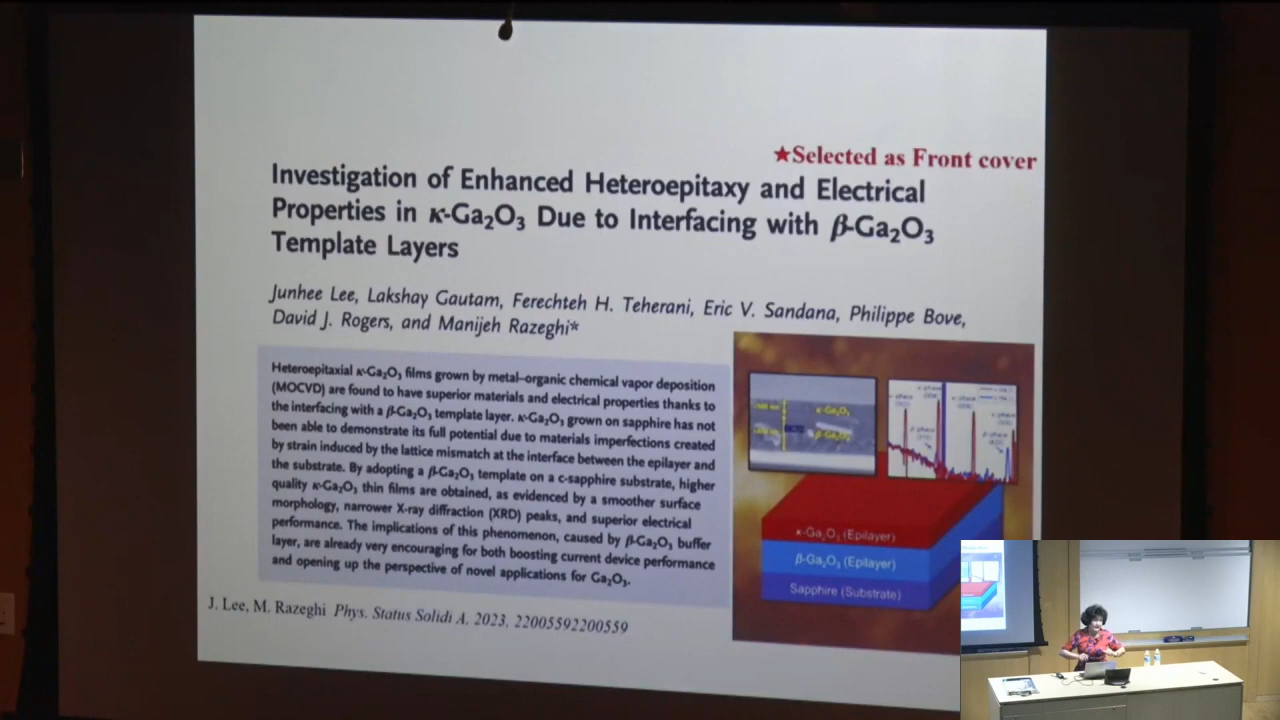 ★Selected as Front cover
Investigation of Enhanced Heteroepitaxy and Electrical
Properties in κ-Ga₂O₃ Due to Interfacing with β-Ga₂O₃
Template Layers
Junhee Lee, Lakshay Gautam, Ferechteh H. Teherani, Eric V. Sandana, Philippe Bove,
David J. Rogers, and Manijeh Razeghi*
Heteroepitaxial κ-Ga₂O₃ films grown by metal–organic chemical vapor deposition
(MOCVD) are found to have superior materials and electrical properties thanks to
the interfacing with a β-Ga₂O₃ template layer. κ-Ga₂O₃ grown on sapphire has not
been able to demonstrate its full potential due to materials imperfections created
by strain induced by the lattice mismatch at the interface between the epilayer and
the substrate. By adopting a β-Ga₂O₃ template on a c-sapphire substrate, higher
quality κ-Ga₂O₃ thin films are obtained, as evidenced by a smoother surface
morphology, narrower X-ray diffraction (XRD) peaks, and superior electrical
performance. The implications of this phenomenon, caused by β-Ga₂O₃ buffer
layer, are already very encouraging for both boosting current device performance
and opening up the perspective of novel applications for Ga₂O₃.
κ-Ga₂O₃
β-Ga₂O₃
κ-Ga₂O₃ (Epilayer)
β-Ga₂O₃ (Epilayer)
Sapphire (Substrate)
J. Lee, M. Razeghi Phys. Status Solidi A. 2023, 22005592200559